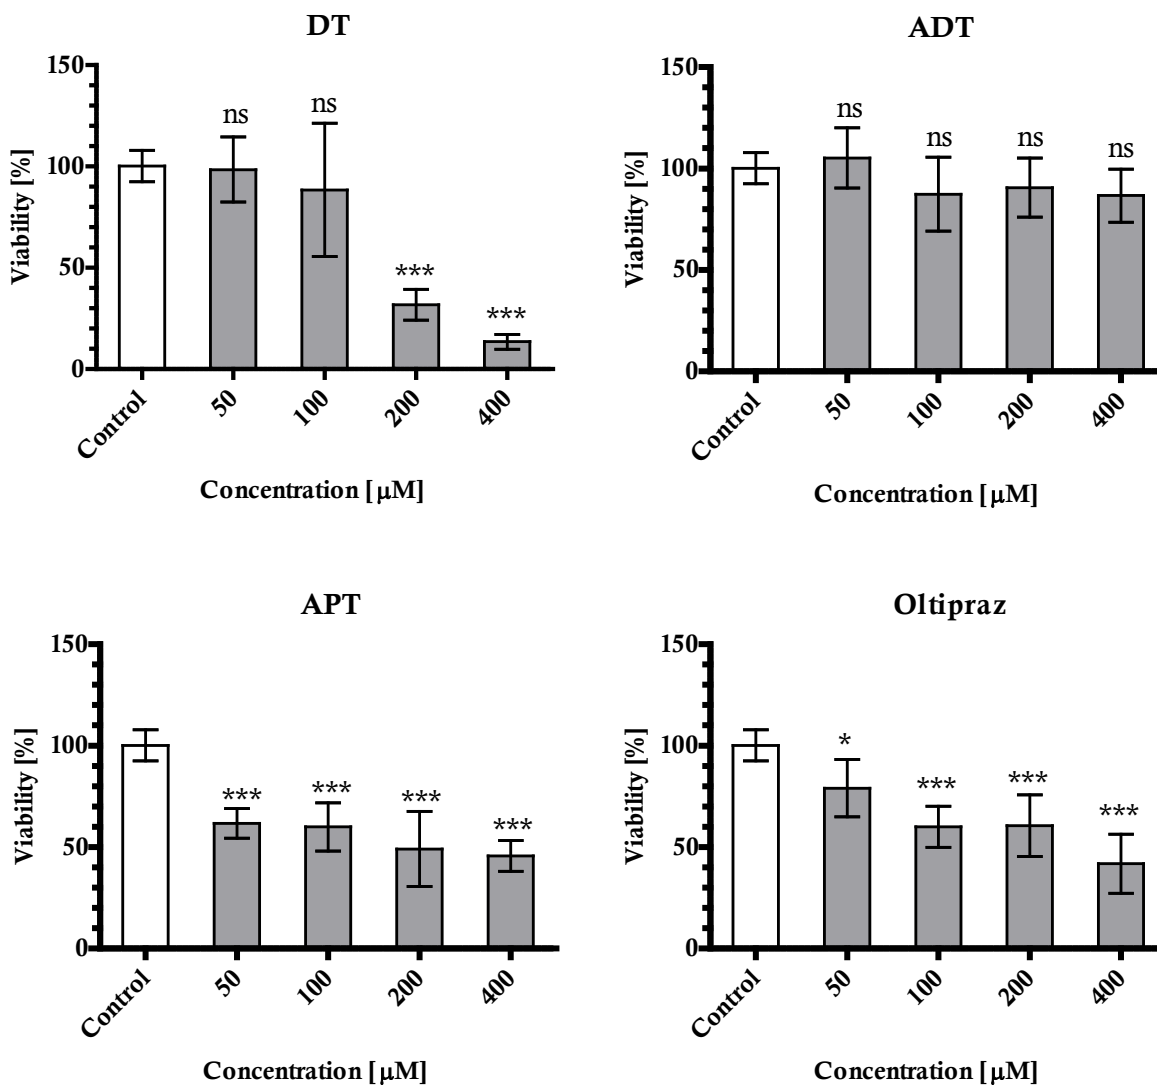 DT
150
100
50
0
Viability [%]
ns
ns
***
***
Control
50
100
200
400
Concentration [μM]
ADT
150
100
50
0
Viability [%]
ns
ns
ns
ns
Control
50
100
200
400
Concentration [μM]
APT
150
100
50
0
Viability [%]
***
***
***
***
Control
50
100
200
400
Concentration [μM]
Oltipraz
150
100
50
0
Viability [%]
*
***
***
***
Control
50
100
200
400
Concentration [μM]